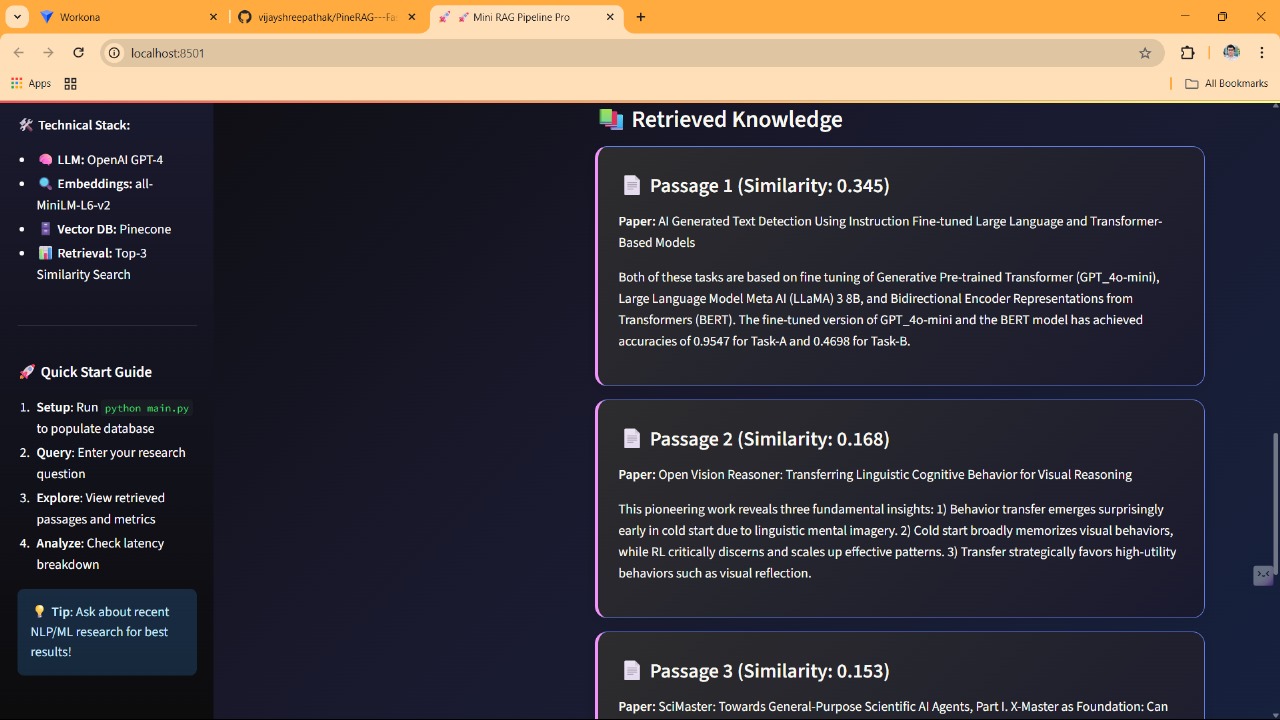 Workona
vijayshreepathak/PineRAG---Fa
Mini RAG Pipeline Pro
localhost:8501
Apps
All Bookmarks
Technical Stack:
LLM: OpenAI GPT-4
Embeddings: all-
MiniLM-L6-v2
Vector DB: Pinecone
Retrieval: Top-3
Similarity Search
Quick Start Guide
1. Setup: Run python main.py
to populate database
2. Query: Enter your research
question
3. Explore: View retrieved
passages and metrics
4. Analyze: Check latency
breakdown
Tip: Ask about recent
NLP/ML research for best
results!
Retrieved Knowledge
Passage 1 (Similarity: 0.345)
Paper: AI Generated Text Detection Using Instruction Fine-tuned Large Language and Transformer-
Based Models
Both of these tasks are based on fine tuning of Generative Pre-trained Transformer (GPT_4o-mini),
Large Language Model Meta AI (LLaMA) 3 8B, and Bidirectional Encoder Representations from
Transformers (BERT). The fine-tuned version of GPT_4o-mini and the BERT model has achieved
accuracies of 0.9547 for Task-A and 0.4698 for Task-B.
Passage 2 (Similarity: 0.168)
Paper: Open Vision Reasoner: Transferring Linguistic Cognitive Behavior for Visual Reasoning
This pioneering work reveals three fundamental insights: 1) Behavior transfer emerges surprisingly
early in cold start due to linguistic mental imagery. 2) Cold start broadly memorizes visual behaviors,
while RL critically discerns and scales up effective patterns. 3) Transfer strategically favors high-utility
behaviors such as visual reflection.
Passage 3 (Similarity: 0.153)
Paper: SciMaster: Towards General-Purpose Scientific AI Agents, Part I. X-Master as Foundation: Can